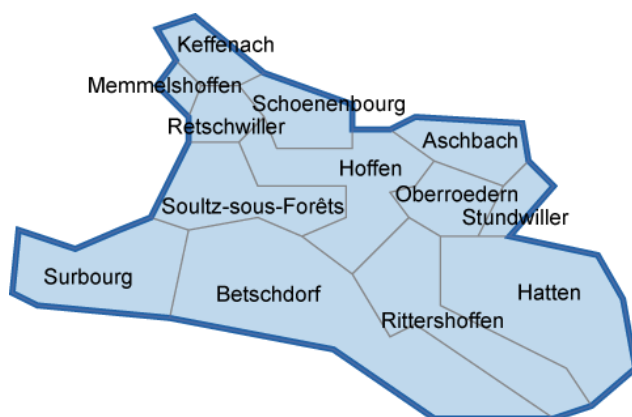 Keffenach
Memmelshoffen
Schoenenbourg
Retschwiller
Aschbach
Hoffen
Oberroedern
Soultz-sous-Forêts
Stundwiller
Surbourg
Betschdorf
Hatten
Rittershoffen